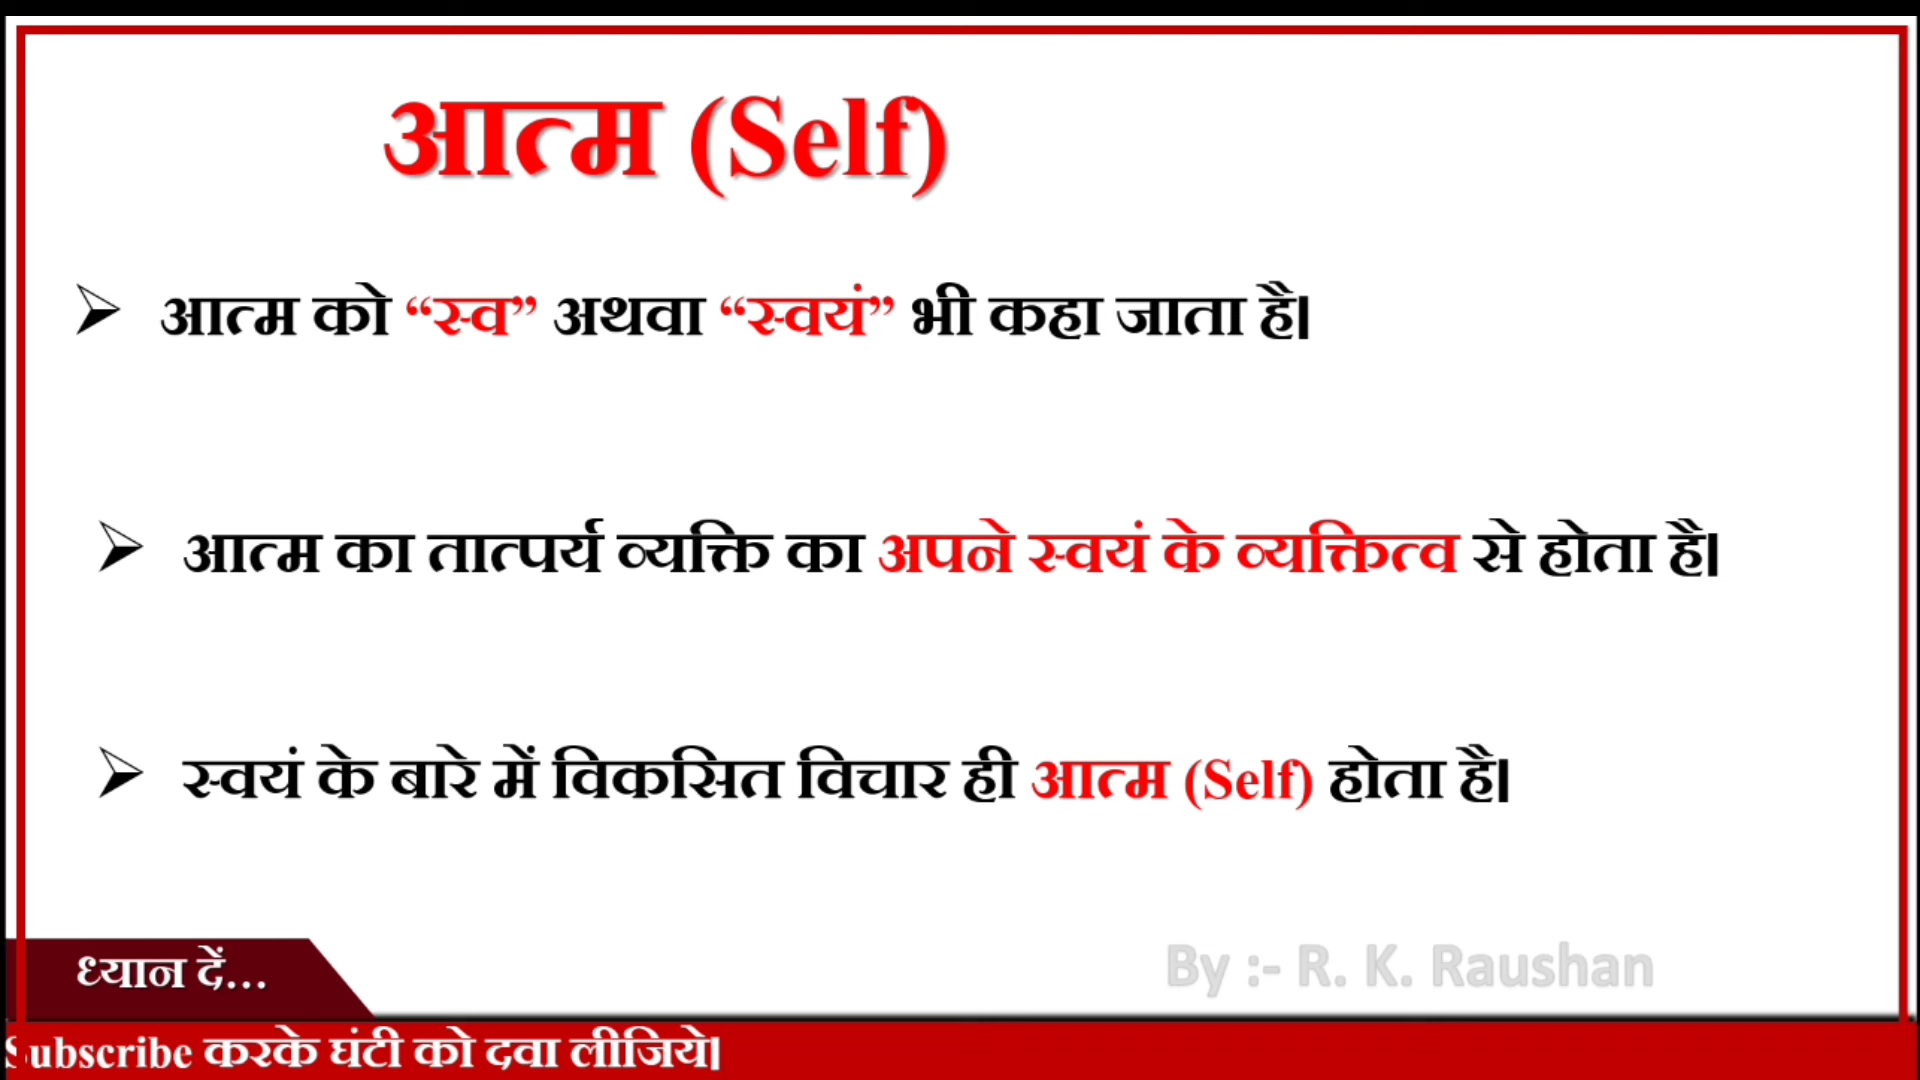 आत्म (Self)
➢ आत्म को “स्व” अथवा “स्वयं” भी कहा जाता है।
➢ आत्म का तात्पर्य व्यक्ति का अपने स्वयं के व्यक्तित्व से होता है।
➢ स्वयं के बारे में विकसित विचार ही आत्म (Self) होता है।
ध्यान दें...
By :- R. K. Raushan
Subscribe करके घंटी को दवा लीजिये।